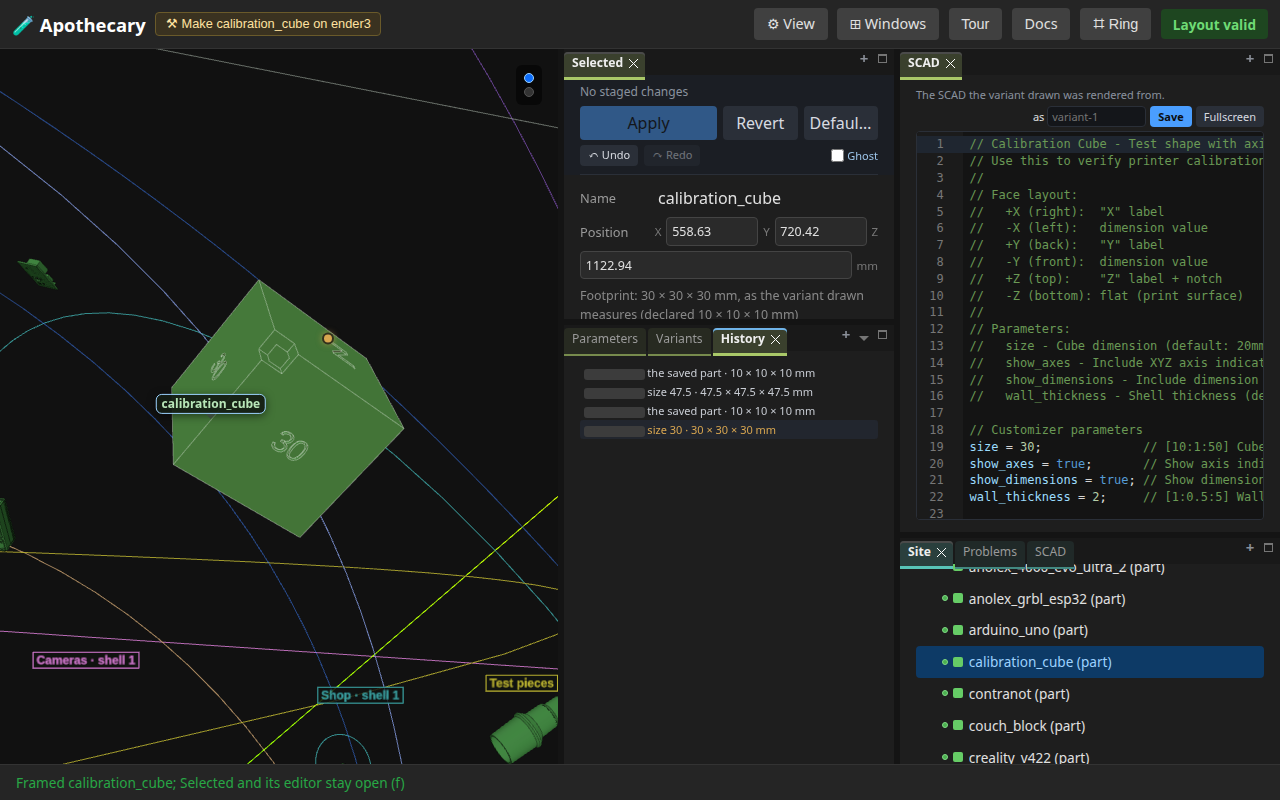 Apothecary
⚒ Make calibration_cube on ender3
⚙ View
⊞ Windows
Tour
Docs
⌗ Ring
Layout valid
calibration_cube
30
Z
Cameras · shell 1
Shop · shell 1
Test pieces
Selected
No staged changes
Apply
Revert
Defaul...
↶ Undo
↷ Redo
Ghost
Name
calibration_cube
Position
X
558.63
Y
720.42
Z
1122.94
mm
Footprint: 30 × 30 × 30 mm, as the variant drawn
measures (declared 10 × 10 × 10 mm)
Parameters
Variants
History
the saved part · 10 × 10 × 10 mm
size 47.5 · 47.5 × 47.5 × 47.5 mm
the saved part · 10 × 10 × 10 mm
size 30 · 30 × 30 × 30 mm
SCAD
The SCAD the variant drawn was rendered from.
as
variant-1
Save
Fullscreen
1 // Calibration Cube - Test shape with axi
2 // Use this to verify printer calibration
3 //
4 // Face layout:
5 //   +X (right):  "X" label
6 //   -X (left):   dimension value
7 //   +Y (back):   "Y" label
8 //   -Y (front):  dimension value
9 //   +Z (top):    "Z" label + notch
10 //   -Z (bottom): flat (print surface)
11 //
12 // Parameters:
13 //   size - Cube dimension (default: 20mm
14 //   show_axes - Include XYZ axis indicat
15 //   show_dimensions - Include dimension
16 //   wall_thickness - Shell thickness (de
17
18 // Customizer parameters
19 size = 30;              // [10:1:50] Cube
20 show_axes = true;       // Show axis indi
21 show_dimensions = true; // Show dimension
22 wall_thickness = 2;     // [1:0.5:5] Wall
23
Site
Problems
SCAD
anolex_4000_evo_ultra_2 (part)
anolex_grbl_esp32 (part)
arduino_uno (part)
calibration_cube (part)
contranot (part)
couch_block (part)
creality_v422 (part)
Framed calibration_cube; Selected and its editor stay open (f)